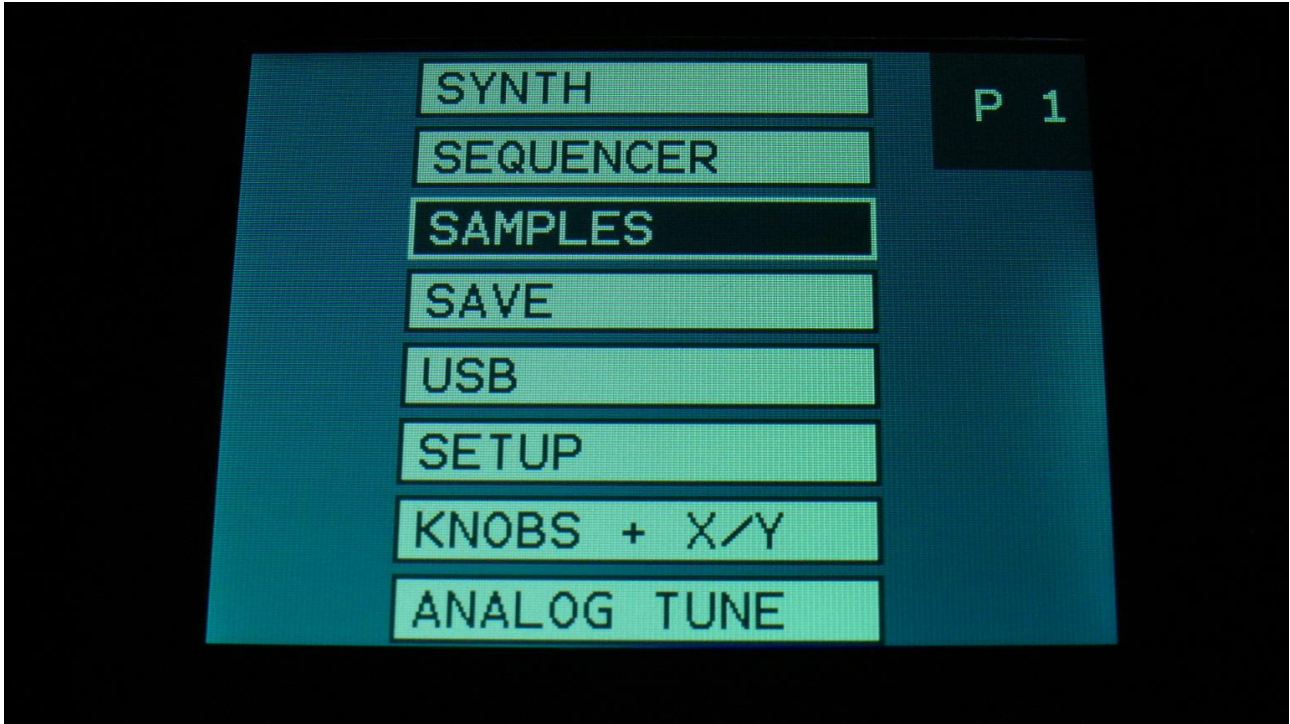 SYNTH
P 1
SEQUENCER
SAMPLES
SAVE
USB
SETUP
KNOBS + X/Y
ANALOG TUNE